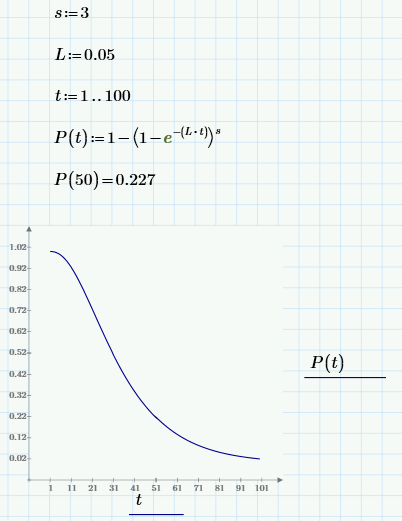 s:=3
L:=0.05
t:=1..100
P(t):=1-(1-e^-(L·t))^s
P(50)=0.227
1.02
0.92
0.82
0.72
0.62
0.52
0.42
0.32
0.22
0.12
0.02
P(t)
1 11 21 31 41 51 61 71 81 91 101
t